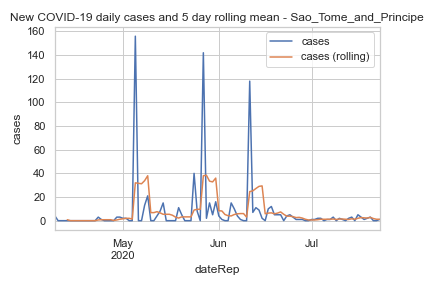 New COVID-19 daily cases and 5 day rolling mean - Sao_Tome_and_Principe
160
140
120
100
80
60
40
20
0
cases
cases
cases (rolling)
May
2020
Jun
Jul
dateRep